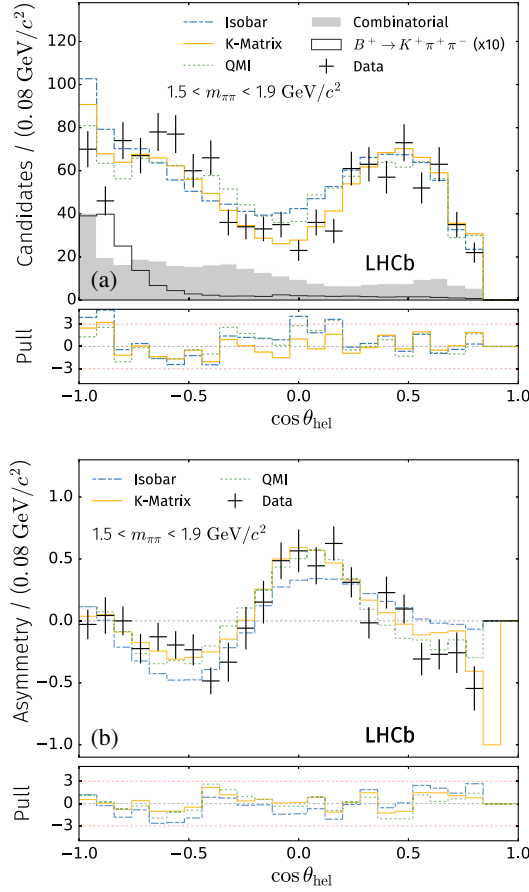 Isobar
K-Matrix
QMI
Combinatorial
B⁺ → K⁺π⁺π⁻ (x10)
Data
1.5 < m_ππ < 1.9 GeV/c²
Candidates / (0.08 GeV/c²)
120
100
80
60
40
20
0
(a)
LHCb
Pull
3
0
−3
−1.0
−0.5
0.0
0.5
1.0
cos θ_hel
Isobar
K-Matrix
QMI
Data
1.5 < m_ππ < 1.9 GeV/c²
Asymmetry / (0.08 GeV/c²)
1.0
0.5
0.0
−0.5
−1.0
(b)
LHCb
Pull
3
0
−3
−1.0
−0.5
0.0
0.5
1.0
cos θ_hel